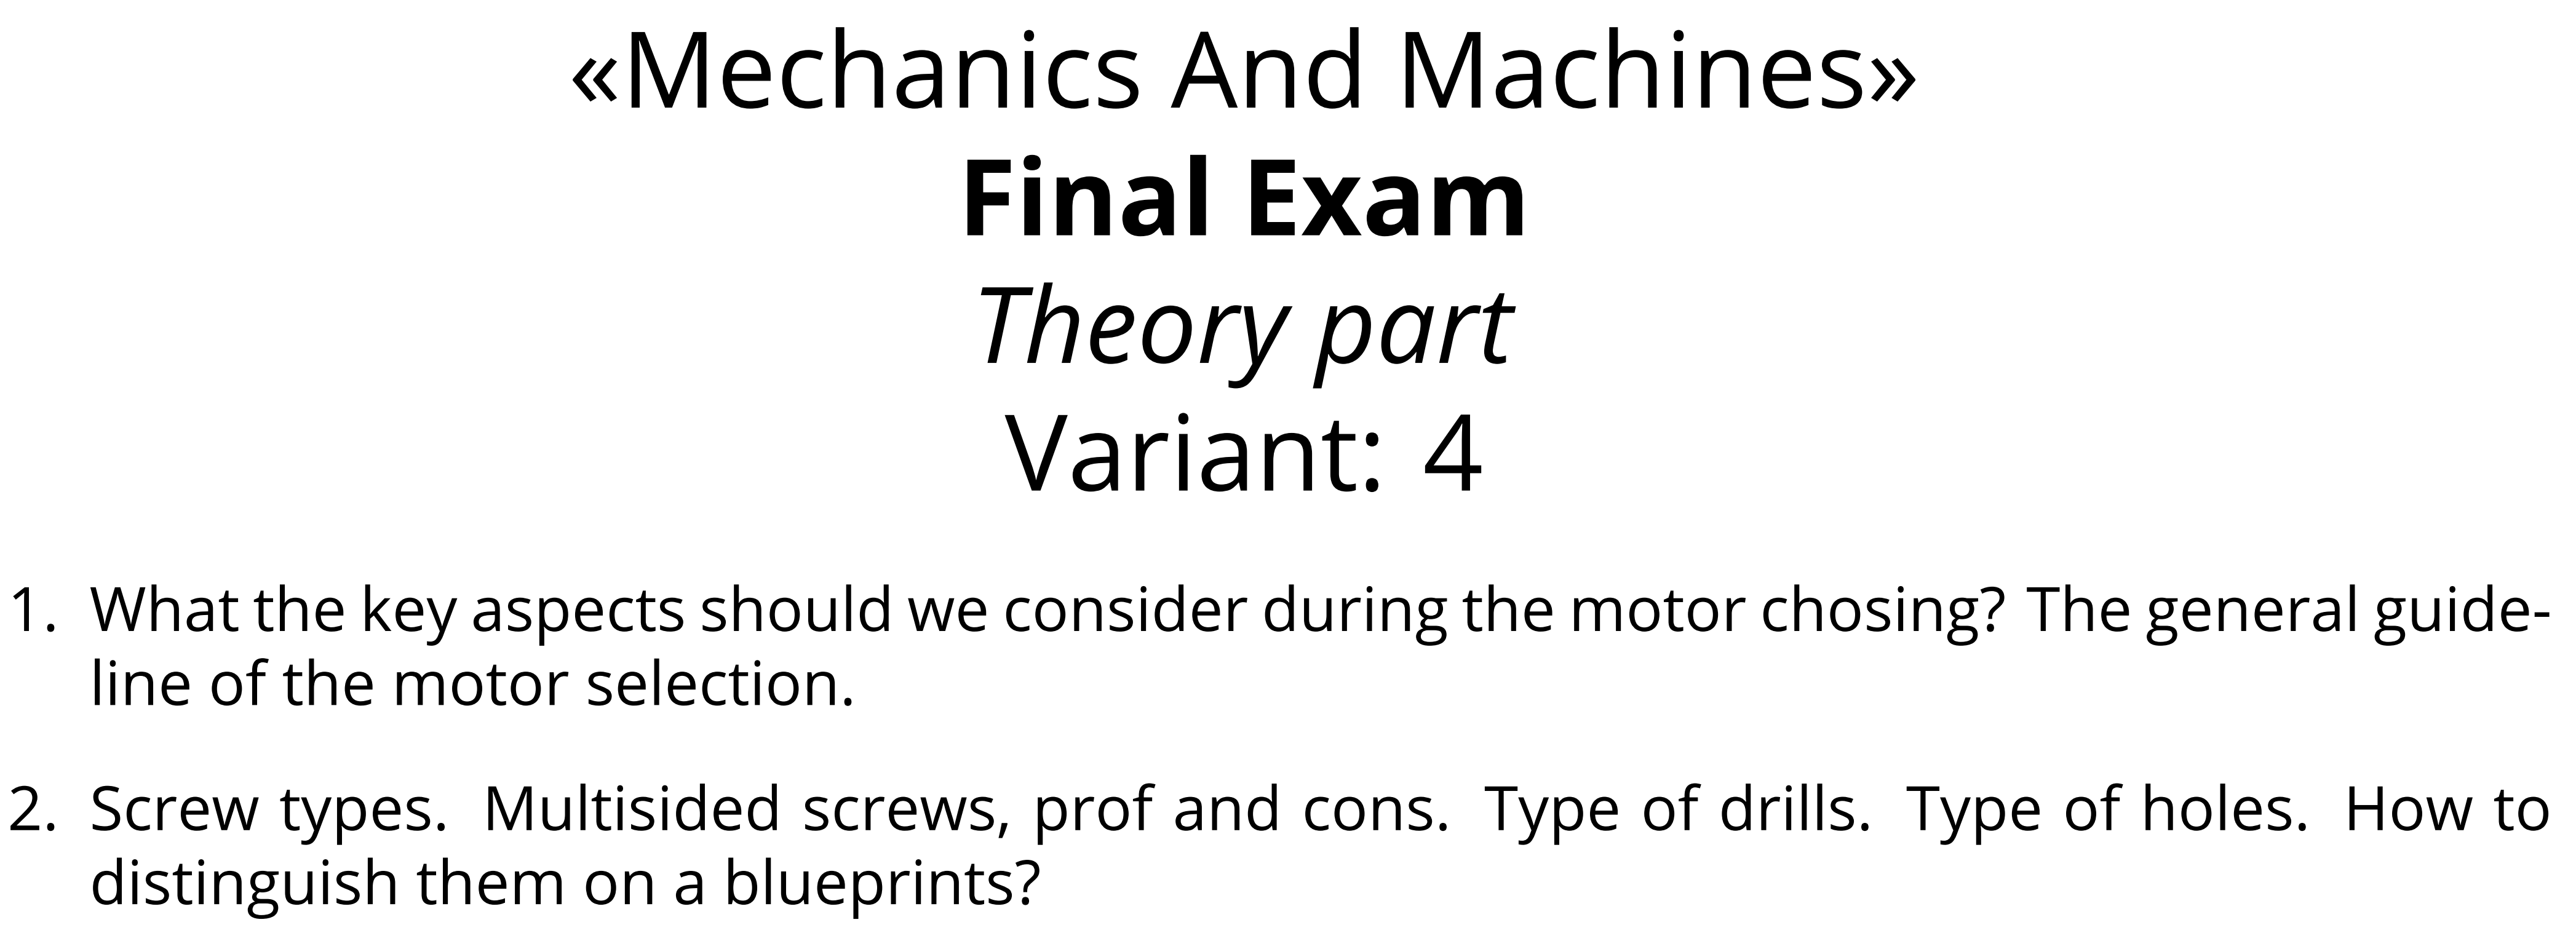 «Mechanics And Machines»
Final Exam
Theory part
Variant: 4
1. What the key aspects should we consider during the motor chosing? The general guide-
line of the motor selection.
2. Screw types. Multisided screws, prof and cons. Type of drills. Type of holes. How to
distinguish them on a blueprints?